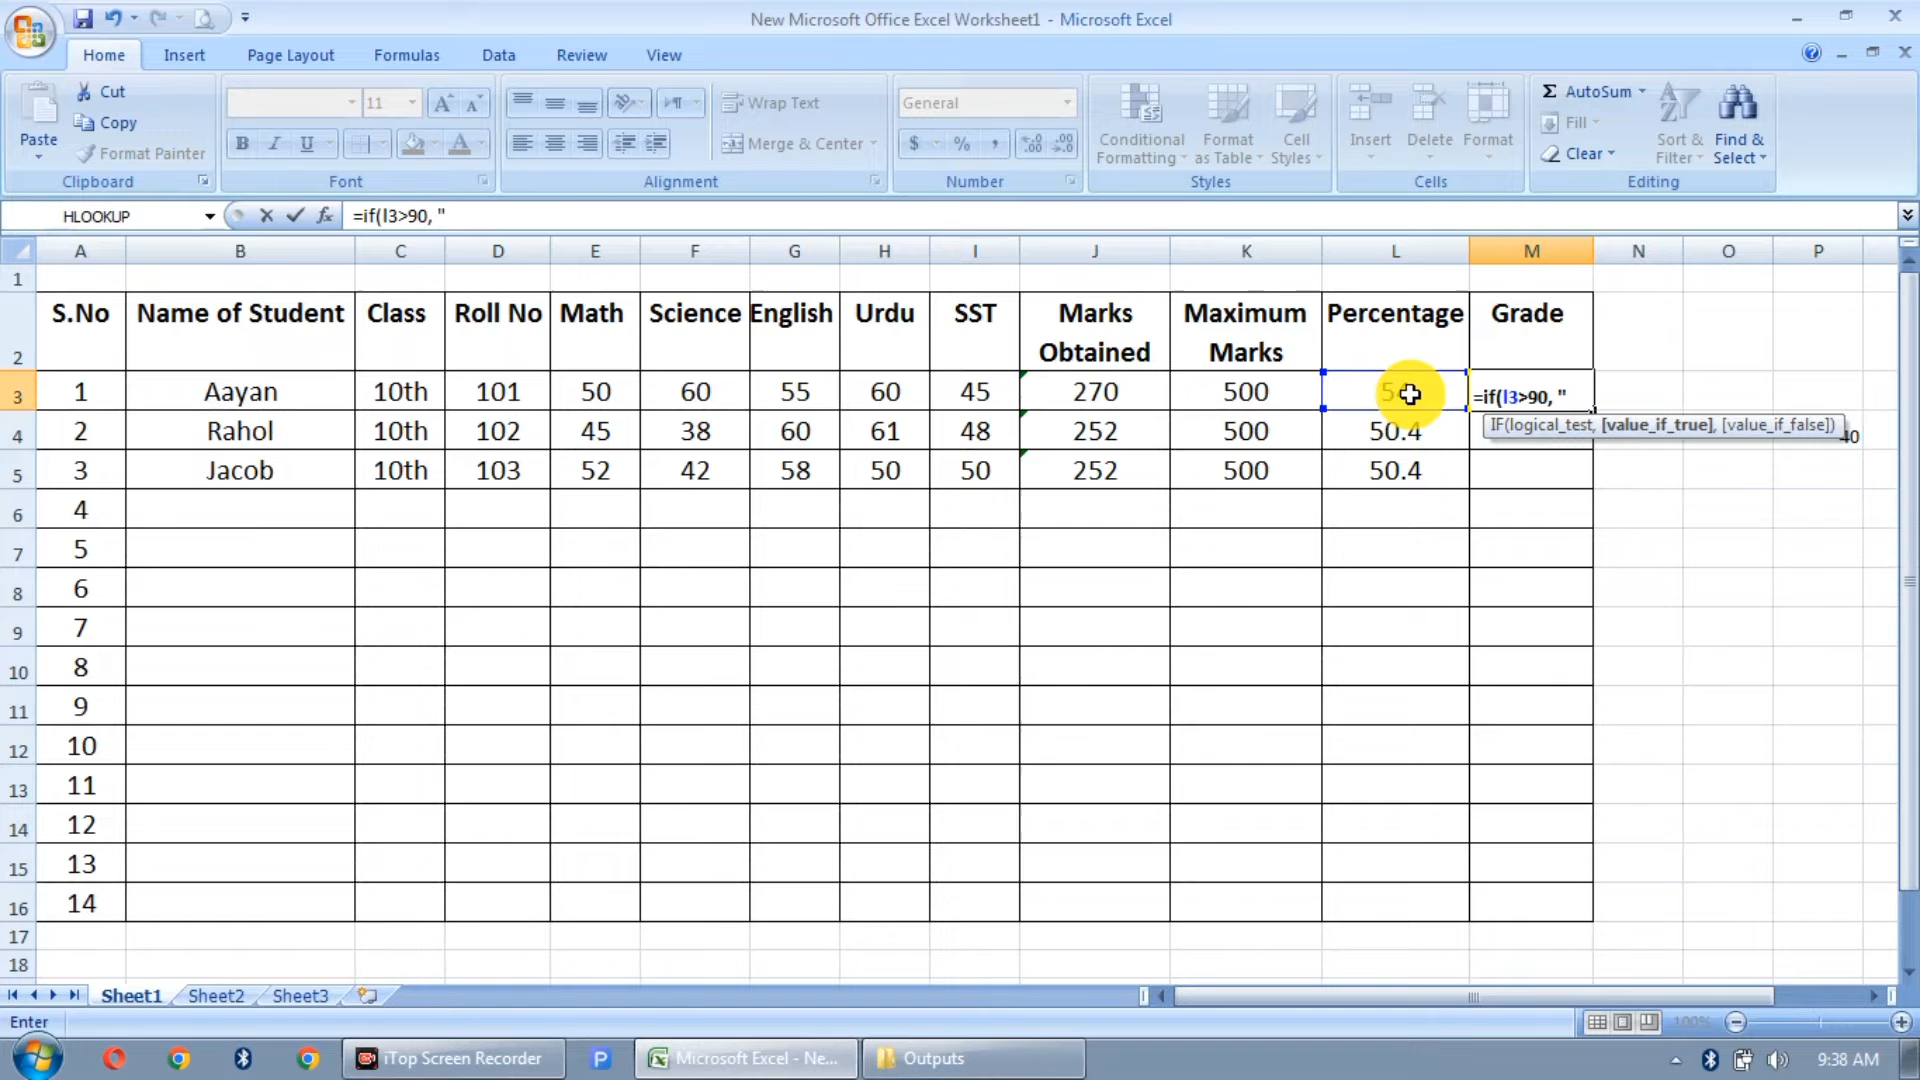 New Microsoft Office Excel Worksheet1 - Microsoft Excel
Home Insert Page Layout Formulas Data Review View
Paste Cut Copy Format Painter
11
B I U A A A
Wrap Text
Merge & Center
General
$ % ,
Conditional Formatting
Format as Table
Cell Styles
Insert Delete Format
Σ AutoSum
Fill
Clear
Sort & Filter
Find & Select
Clipboard Font Alignment Number Styles Cells Editing
HLOOKUP fx =if(l3>90, "
A B C D E F G H I J K L M N O P
1
2 S.No Name of Student Class Roll No Math Science English Urdu SST Marks Obtained Maximum Marks Percentage Grade
3 1 Aayan 10th 101 50 60 55 60 45 270 500 =if(l3>90, "
IF(logical_test, [value_if_true], [value_if_false])
4 2 Rahol 10th 102 45 38 60 61 48 252 500 50.4 40
5 3 Jacob 10th 103 52 42 58 50 50 252 500 50.4
6 4
7 5
8 6
9 7
10 8
11 9
12 10
13 11
14 12
15 13
16 14
17
18
Sheet1 Sheet2 Sheet3
Enter 100%
iTop Screen Recorder P Microsoft Excel - Ne... Outputs 9:38 AM